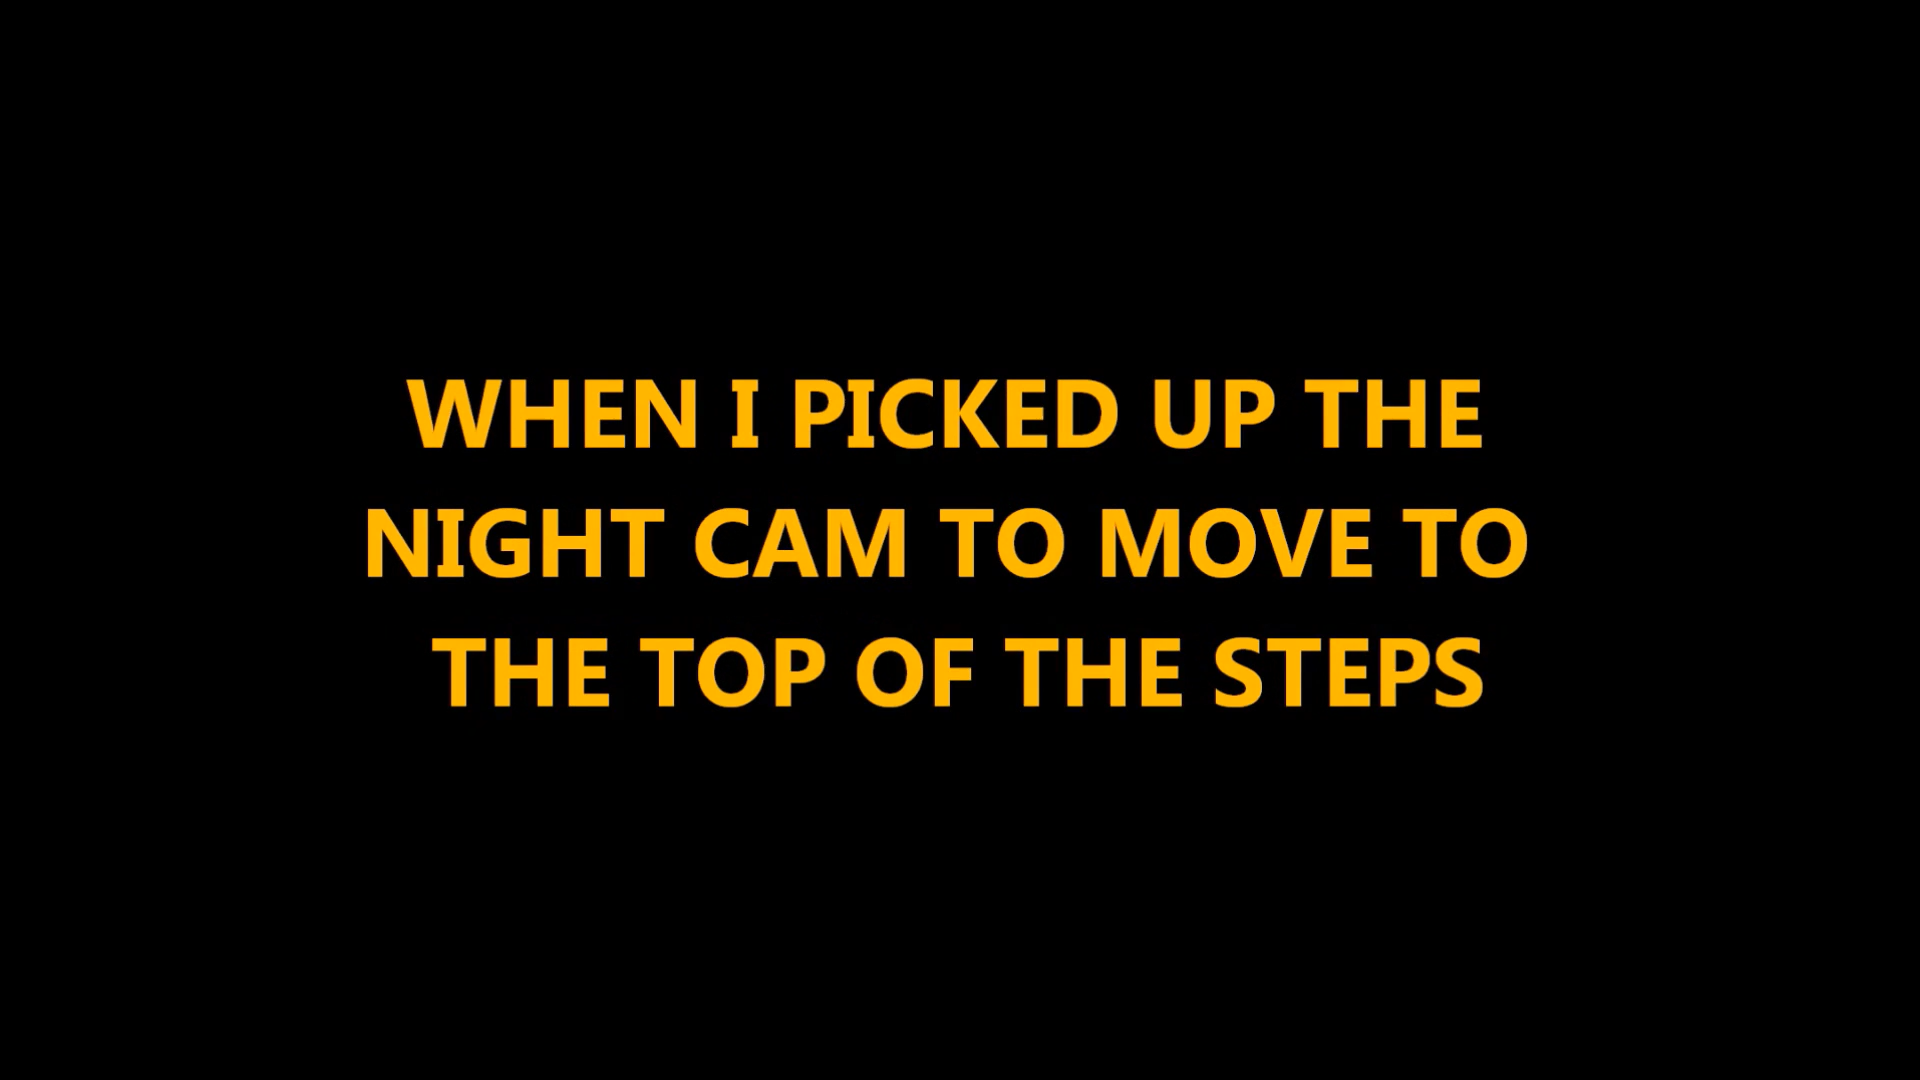 WHEN I PICKED UP THE
NIGHT CAM TO MOVE TO
THE TOP OF THE STEPS